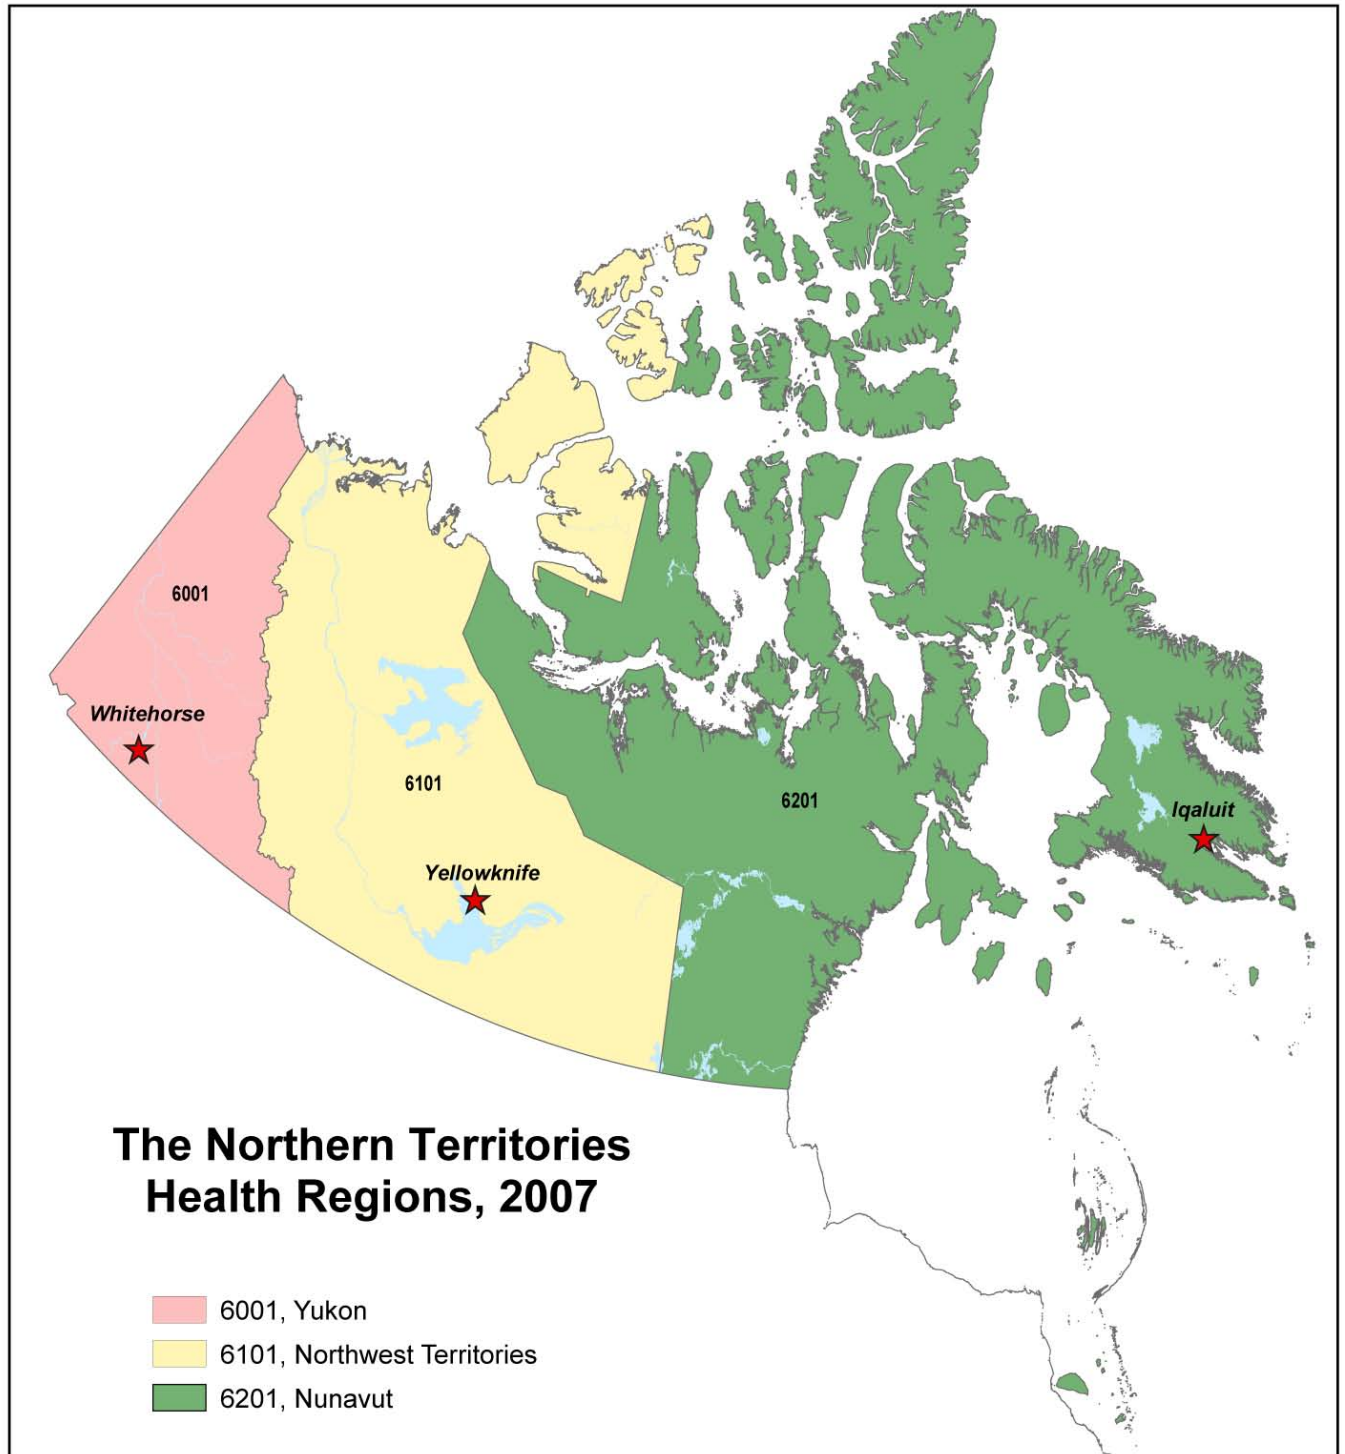 6001
Whitehorse
6101
6201
Iqaluit
Yellowknife
The Northern Territories
Health Regions, 2007
6001, Yukon
6101, Northwest Territories
6201, Nunavut